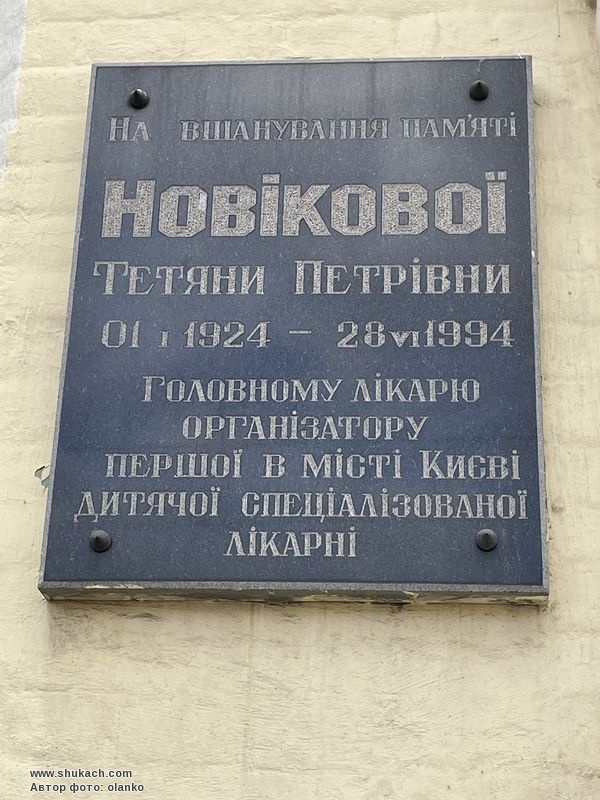 На вшанування пам'яті
Новікової
Тетяни Петрівни
01 I 1924 – 28 VI 1994
Головному лікарю
організатору
першої в місті Києві
дитячої спеціалізованої
лікарні
www.shukach.com
Автор фото: olanko